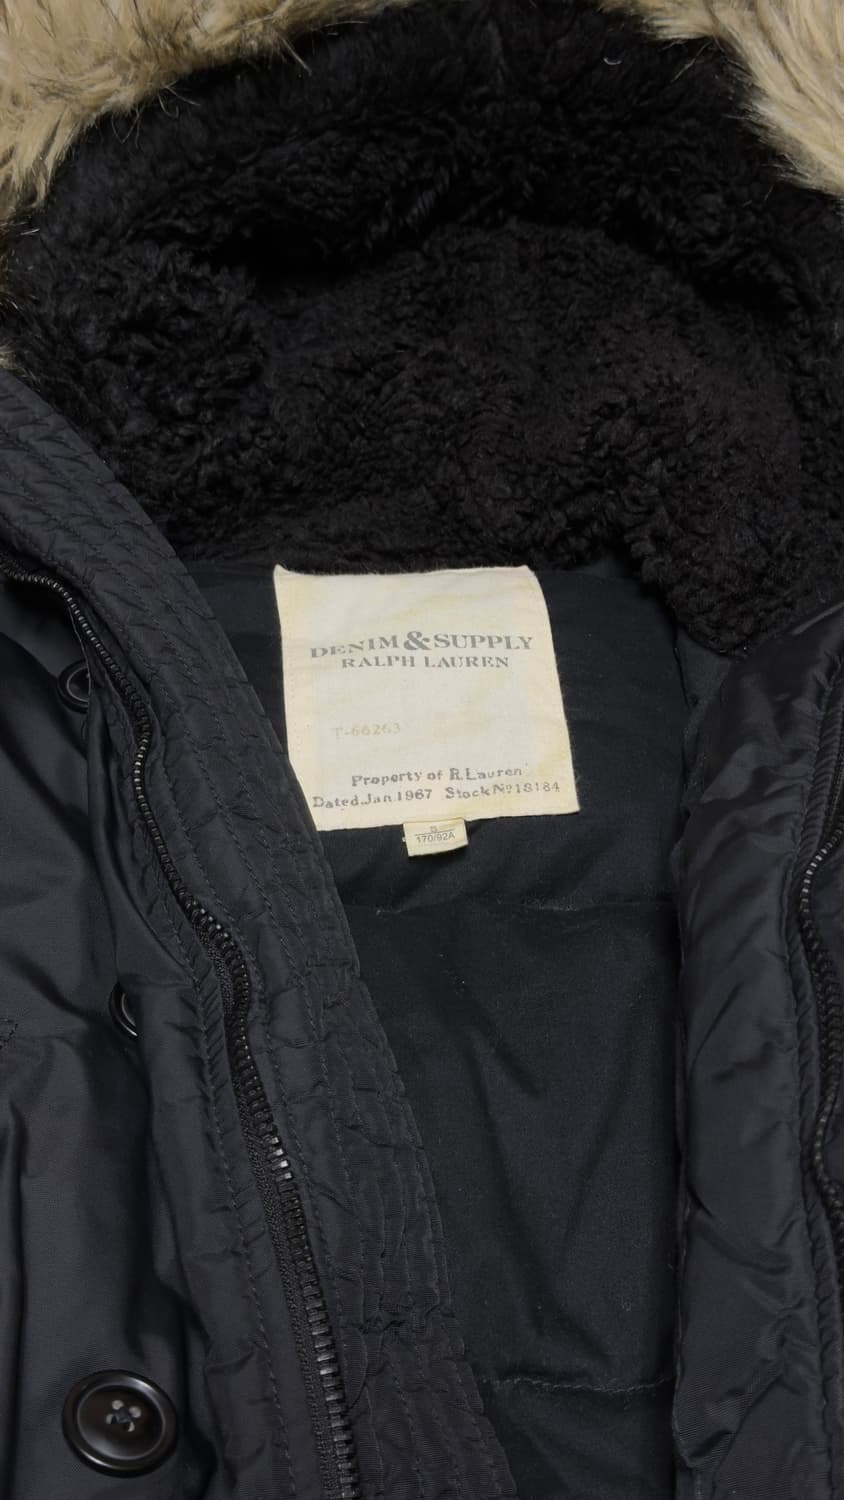 DENIM & SUPPLY
RALPH LAUREN
T-66263
Property of R. Lauren
Dated. Jan 1967 Stock Nº 18184
S
170/92A